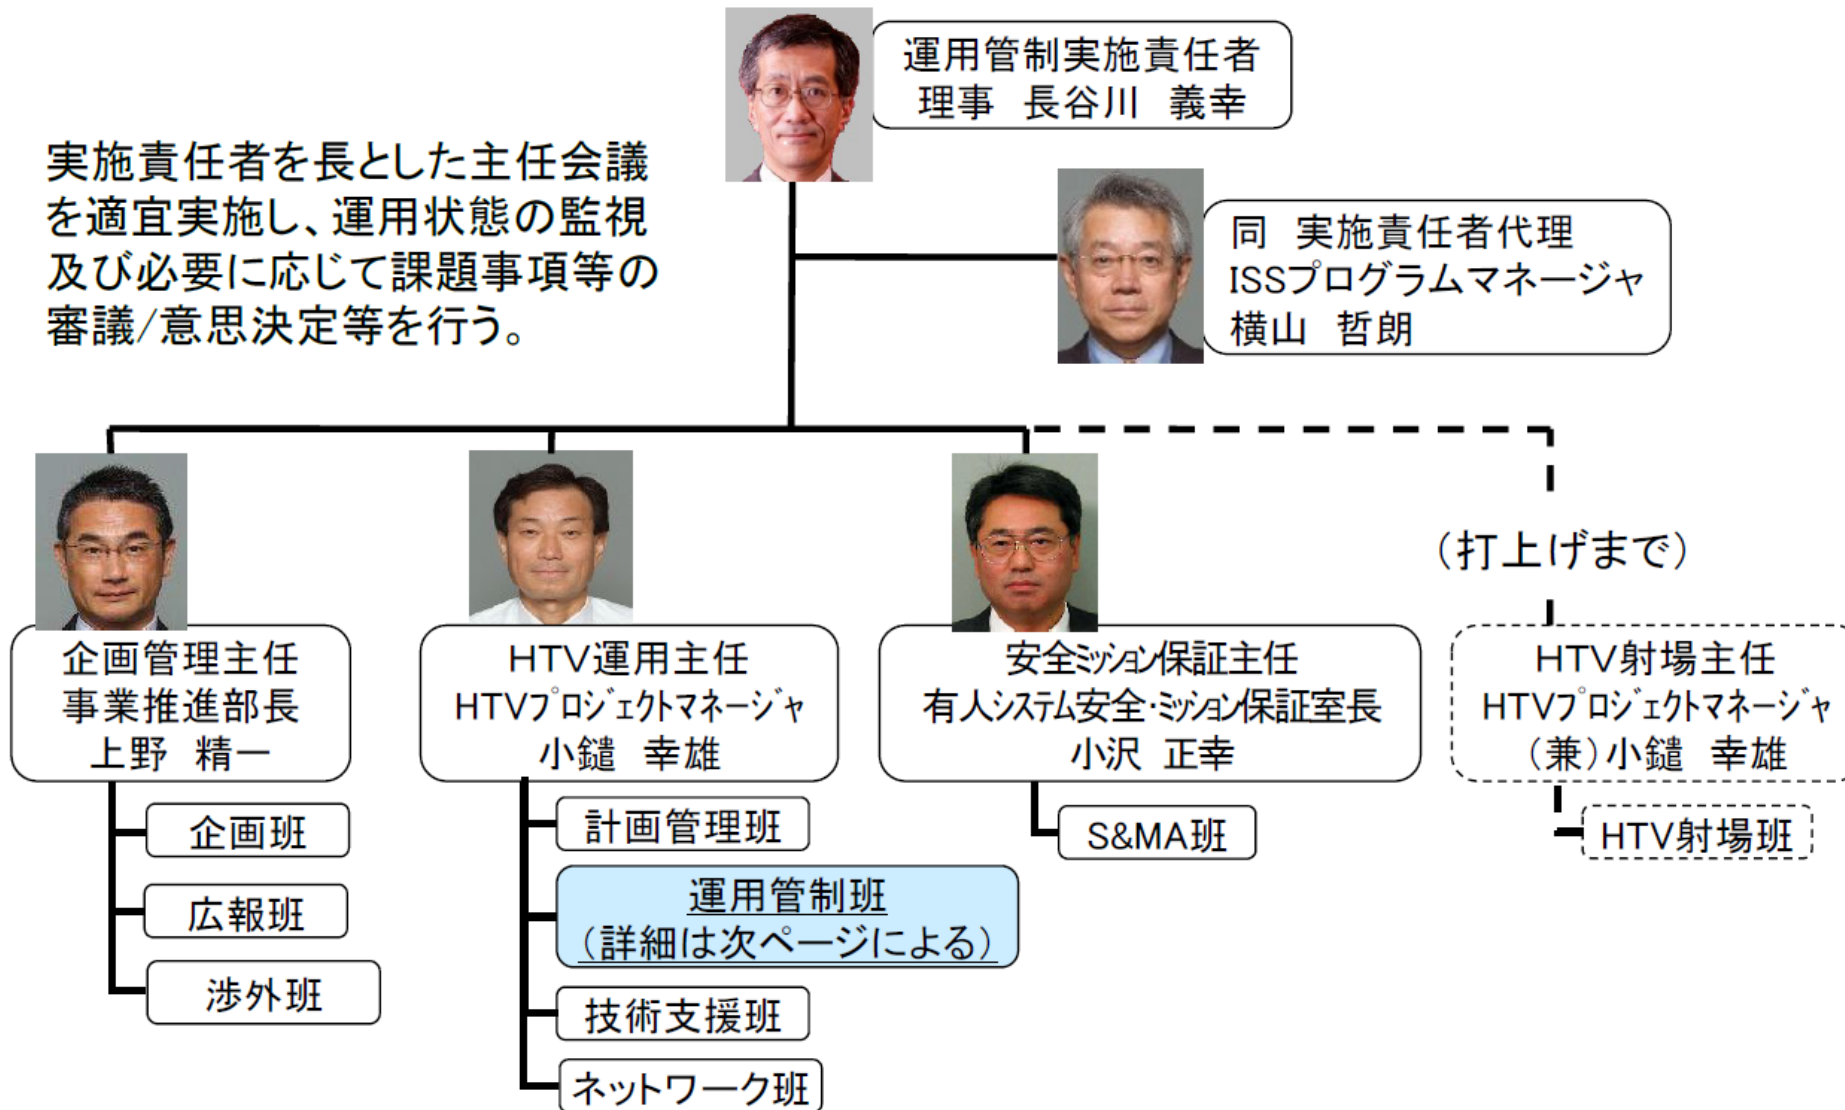 運用管制実施責任者
理事 長谷川 義幸
実施責任者を長とした主任会議
を適宜実施し、運用状態の監視
及び必要に応じて課題事項等の
審議/意思決定等を行う。
同 実施責任者代理
ISSプログラムマネージャ
横山 哲朗
(打上げまで)
企画管理主任
事業推進部長
上野 精一
HTV運用主任
HTVプロジェクトマネージャ
小鑓 幸雄
安全ミッション保証主任
有人システム安全・ミッション保証室長
小沢 正幸
HTV射場主任
HTVプロジェクトマネージャ
(兼)小鑓 幸雄
企画班
広報班
渉外班
計画管理班
運用管制班
(詳細は次ページによる)
技術支援班
ネットワーク班
S&MA班
HTV射場班